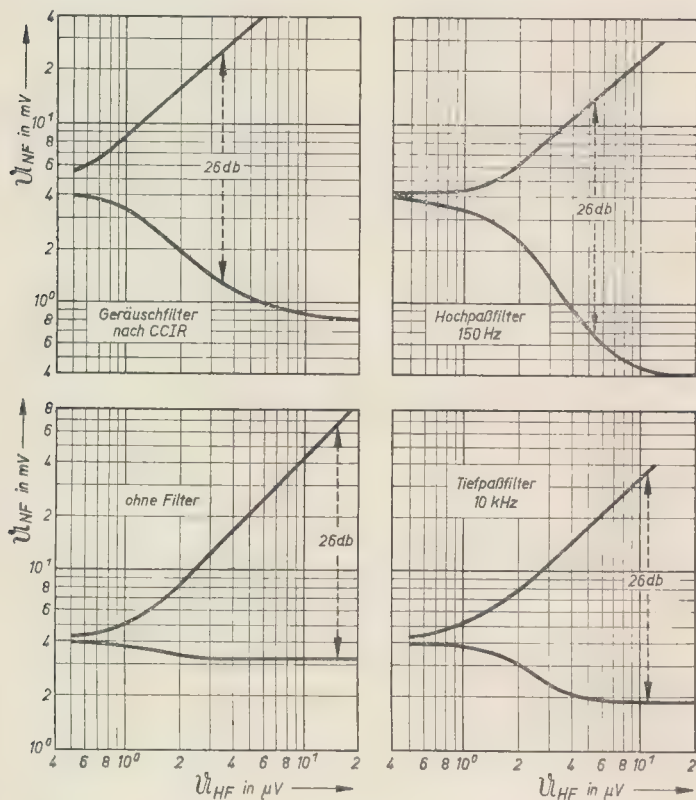 𝔘NF in mV
4
2
10¹
8
6
4
2
10⁰
8
6
4
26db
Geräuschfilter
nach CCIR
26db
Hochpaßfilter
150 Hz
𝔘NF in mV
8
6
4
2
10¹
8
6
4
2
10⁰
ohne Filter
26db
Tiefpaßfilter
10 kHz
26db
4 6 8 10⁰ 2 4 6 8 10¹ 2
4 6 8 10⁰ 2 4 6 8 10¹ 2
𝔘HF in µV
𝔘HF in µV